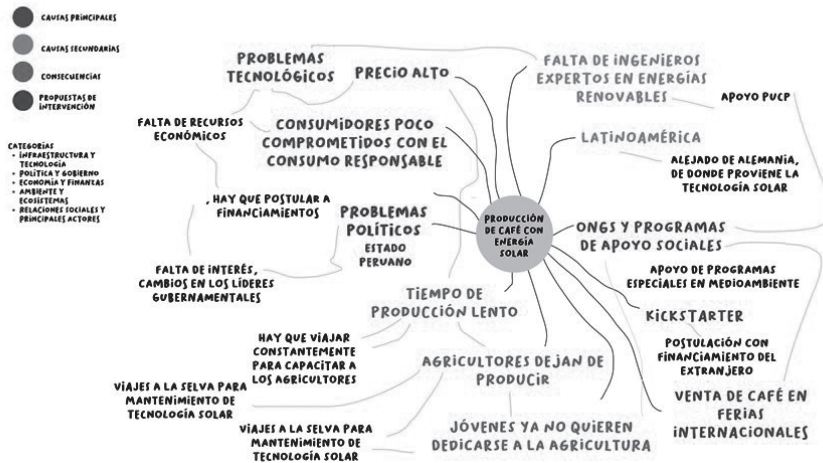 CAUSAS PRINCIPALES
CAUSAS SECUNDARIAS
CONSECUENCIAS
PROPUESTAS DE
INTERVENCIÓN
CATEGORÍAS
• INFRAESTRUCTURA Y
TECNOLOGÍA
• POLÍTICA Y GOBIERNO
• ECONOMÍA Y FINANZAS
• AMBIENTE Y
ECOSISTEMAS
• RELACIONES SOCIALES Y
PRINCIPALES ACTORES
PROBLEMAS
TECNOLÓGICOS
PRECIO ALTO
FALTA DE RECURSOS
ECONÓMICOS
CONSUMIDORES POCO
COMPROMETIDOS CON EL
CONSUMO RESPONSABLE
, HAY QUE POSTULAR A
FINANCIAMIENTOS
PROBLEMAS
POLÍTICOS
ESTADO
PERUANO
FALTA DE INTERÉS,
CAMBIOS EN LOS LÍDERES
GUBERNAMENTALES
TIEMPO DE
PRODUCCIÓN LENTO
HAY QUE VIAJAR
CONSTANTEMENTE
PARA CAPACITAR A
LOS AGRICULTORES
AGRICULTORES DEJAN DE
PRODUCIR
VIAJES A LA SELVA PARA
MANTENIMIENTO DE
TECNOLOGÍA SOLAR
VIAJES A LA SELVA PARA
MANTENIMIENTO DE
TECNOLOGÍA SOLAR
JÓVENES YA NO QUIEREN
DEDICARSE A LA AGRICULTURA
PRODUCCIÓN
DE CAFÉ CON
ENERGÍA
SOLAR
FALTA DE INGENIEROS
EXPERTOS EN ENERGÍAS
RENOVABLES
APOYO PUCP
LATINOAMÉRICA
ALEJADO DE ALEMANIA,
DE DONDE PROVIENE LA
TECNOLOGÍA SOLAR
ONGS Y PROGRAMAS
DE APOYO SOCIALES
APOYO DE PROGRAMAS
ESPECIALES EN MEDIOAMBIENTE
KICKSTARTER
POSTULACIÓN CON
FINANCIAMIENTO DEL
EXTRANJERO
VENTA DE CAFÉ EN
FERIAS
INTERNACIONALES